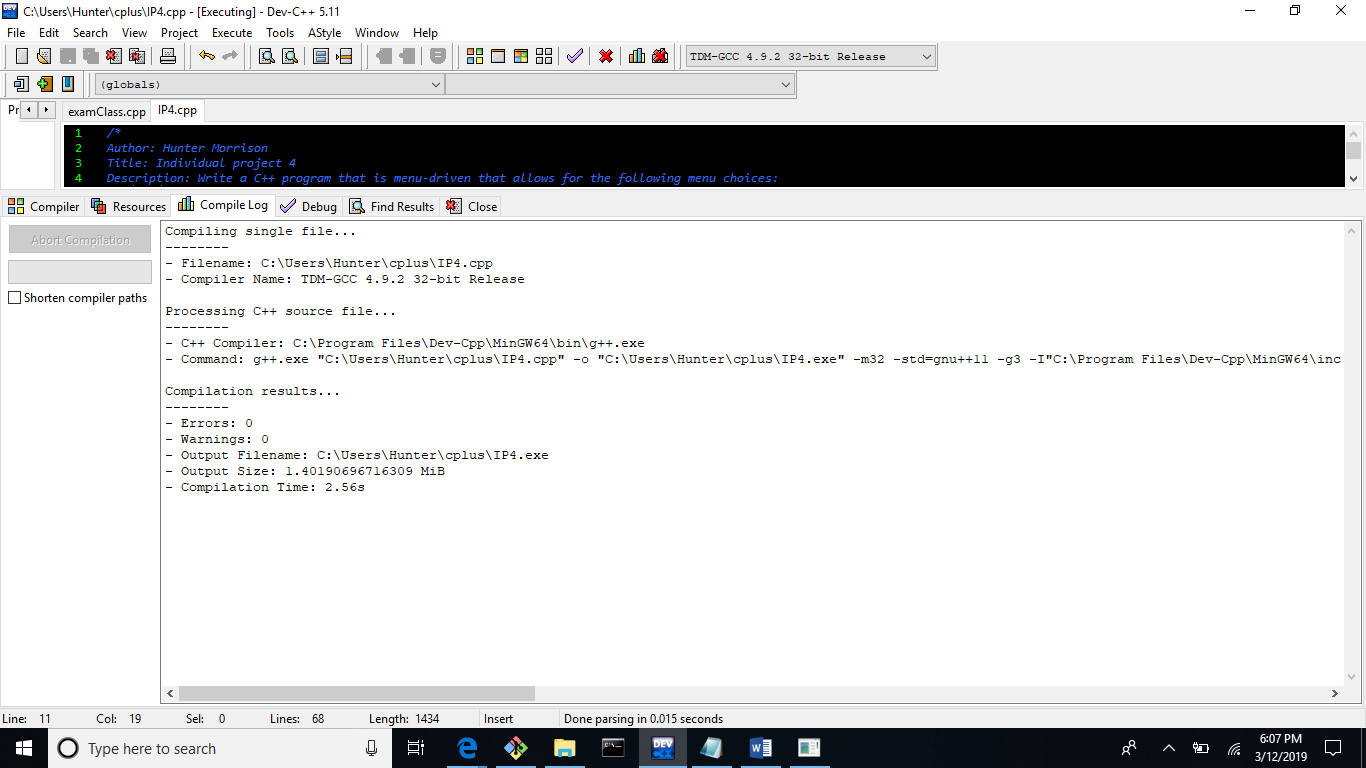 C:\Users\Hunter\cplus\IP4.cpp - [Executing] - Dev-C++ 5.11
File Edit Search View Project Execute Tools AStyle Window Help
TDM-GCC 4.9.2 32-bit Release
(globals)
Pr examClass.cpp IP4.cpp
1 /*
2 Author: Hunter Morrison
3 Title: Individual project 4
4 Description: Write a C++ program that is menu-driven that allows for the following menu choices:
Compiler Resources Compile Log Debug Find Results Close
Abort Compilation
Shorten compiler paths
Compiling single file...
--------
- Filename: C:\Users\Hunter\cplus\IP4.cpp
- Compiler Name: TDM-GCC 4.9.2 32-bit Release
Processing C++ source file...
--------
- C++ Compiler: C:\Program Files\Dev-Cpp\MinGW64\bin\g++.exe
- Command: g++.exe "C:\Users\Hunter\cplus\IP4.cpp" -o "C:\Users\Hunter\cplus\IP4.exe" -m32 -std=gnu++11 -g3 -I"C:\Program Files\Dev-Cpp\MinGW64\inc
Compilation results...
--------
- Errors: 0
- Warnings: 0
- Output Filename: C:\Users\Hunter\cplus\IP4.exe
- Output Size: 1.40190696716309 MiB
- Compilation Time: 2.56s
Line: 11 Col: 19 Sel: 0 Lines: 68 Length: 1434 Insert Done parsing in 0.015 seconds
Type here to search
DEV
6:07 PM
3/12/2019